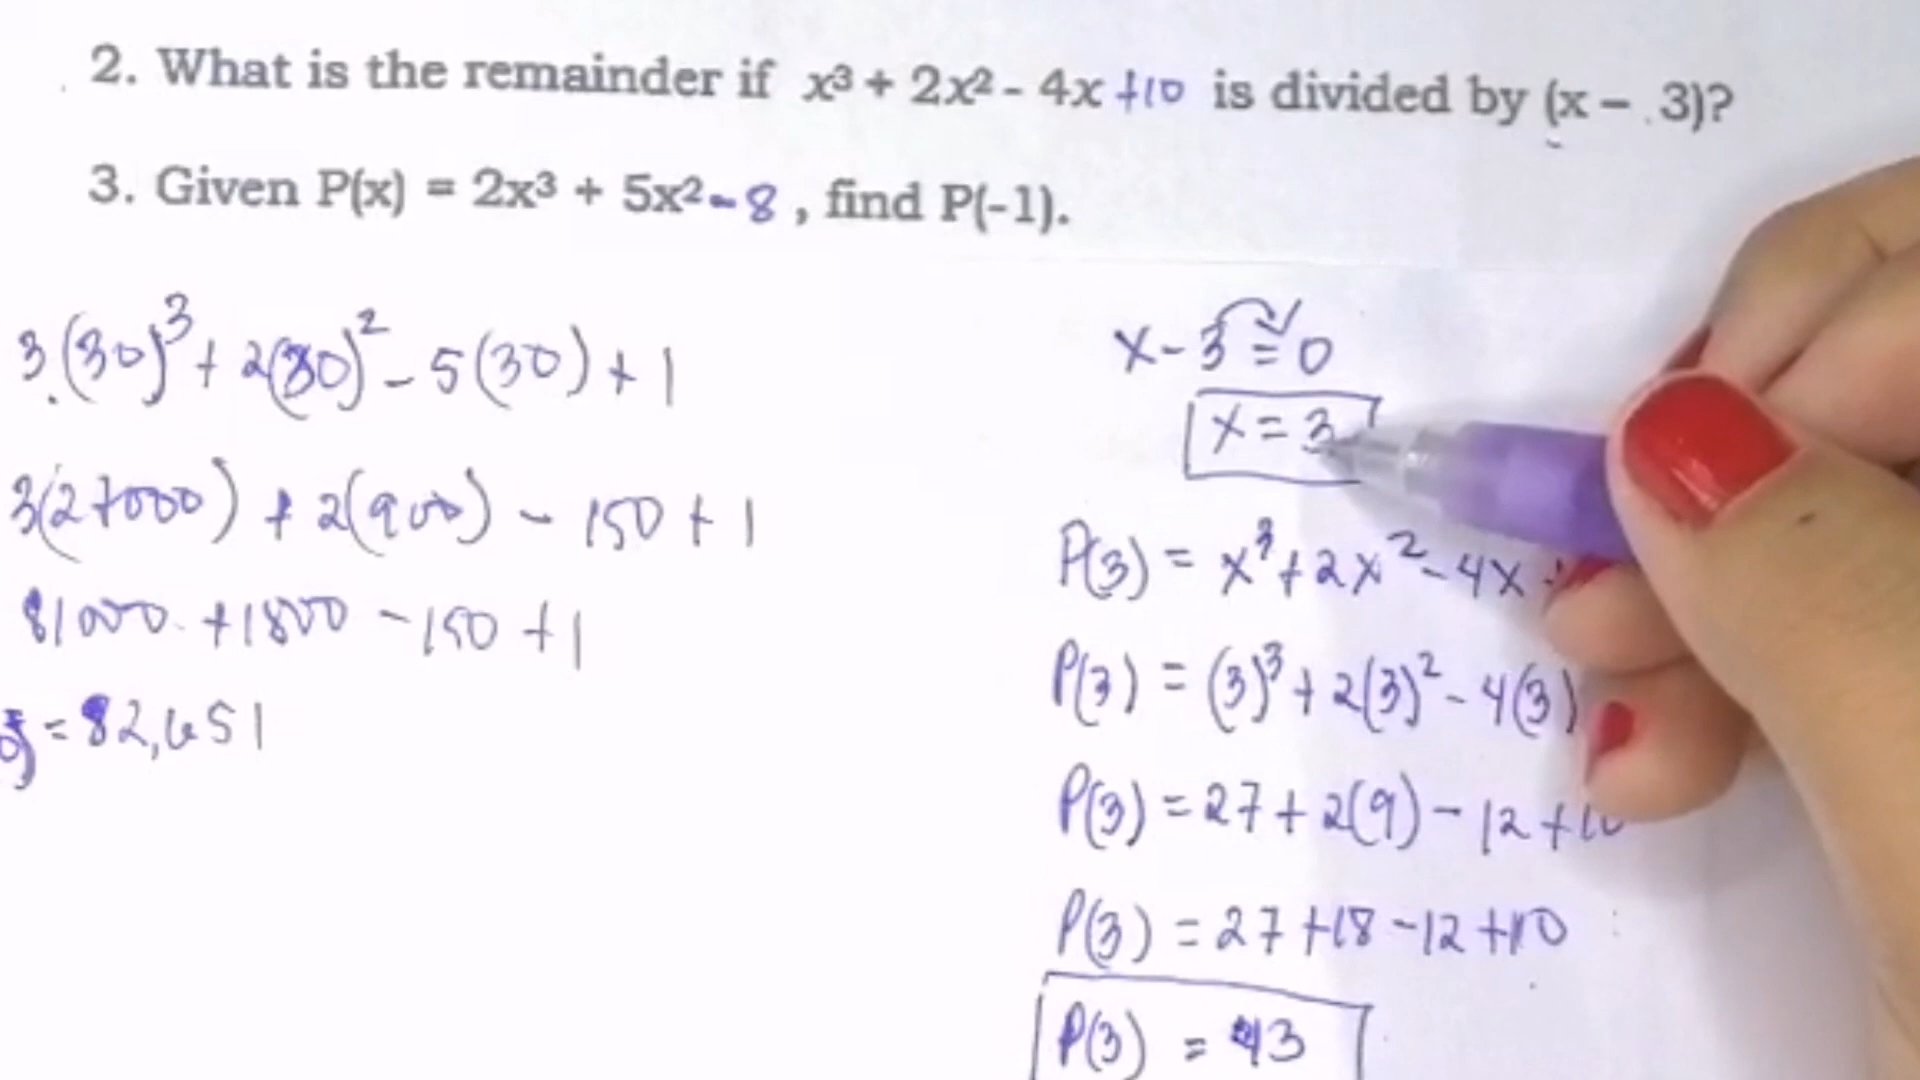 2. What is the remainder if x³ + 2x² - 4x +10 is divided by (x - 3)?
3. Given P(x) = 2x³ + 5x² - 8, find P(-1).
3(30)³ + 2(30)² - 5(30) + 1
3(27000) + 2(900) - 150 + 1
81000 + 1800 - 150 + 1
= 82,651
x - 3 = 0
x = 3
P(3) = x³ + 2x² - 4x
P(3) = (3)³ + 2(3)² - 4(3)
P(3) = 27 + 2(9) - 12 + 10
P(3) = 27 + 18 - 12 + 10
P(3) = 43